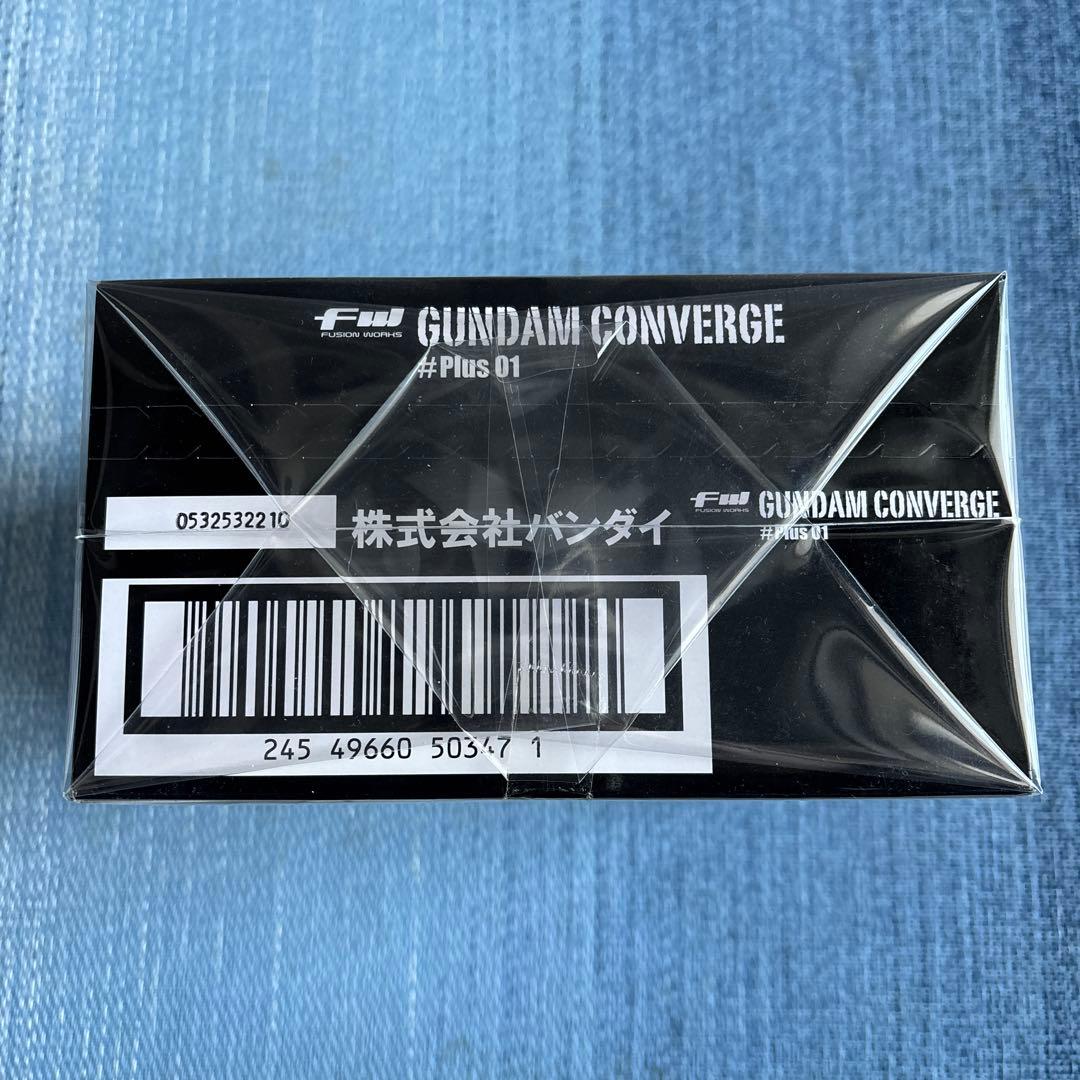 FW GUNDAM CONVERGE
FUSION WORKS
#Plus 01
0532532210
株式会社バンダイ
FW GUNDAM CONVERGE
FUSION WORKS
#Plus 01
245 49660 50347 1